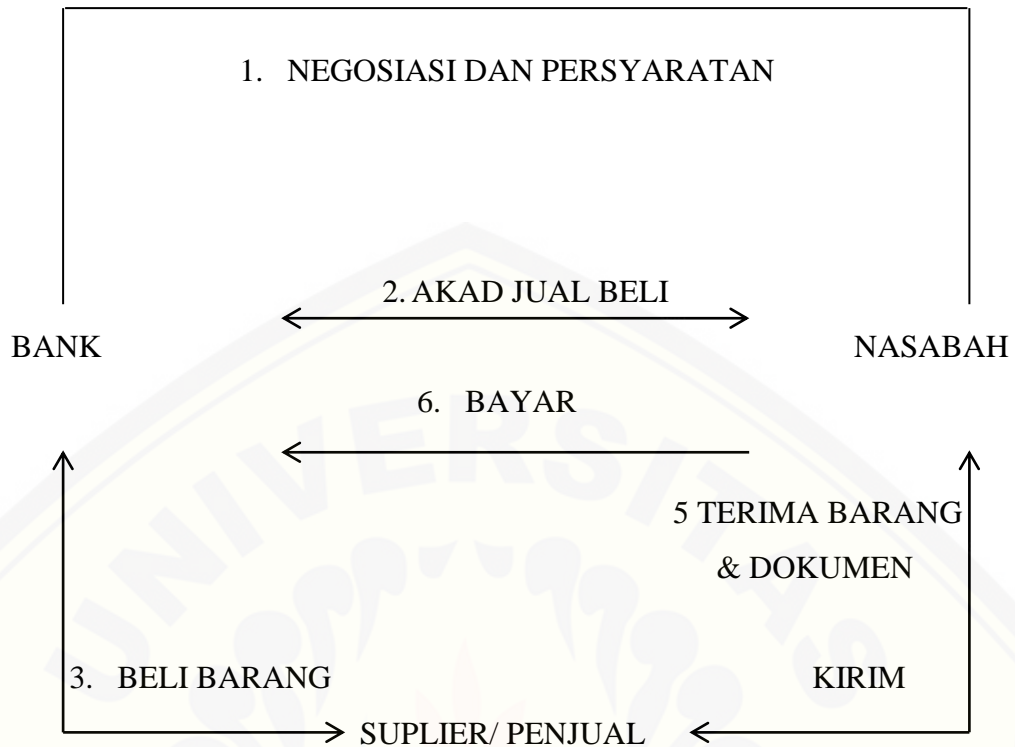 1. NEGOSIASI DAN PERSYARATAN
2. AKAD JUAL BELI
BANK
NASABAH
6. BAYAR
5 TERIMA BARANG
& DOKUMEN
3. BELI BARANG
KIRIM
SUPLIER/ PENJUAL
UNIVERSITAS